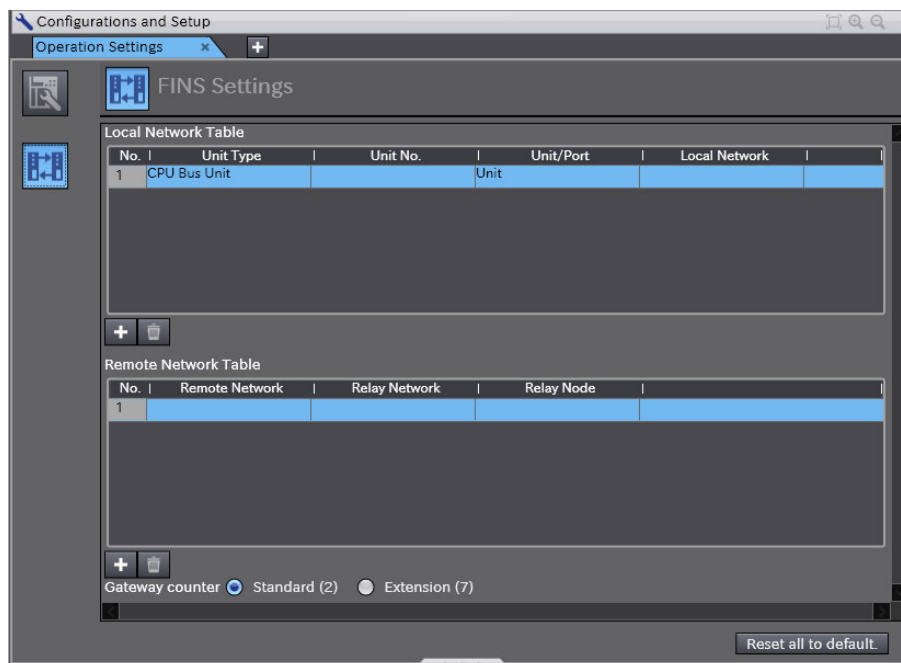 Configurations and Setup
Operation Settings
FINS Settings
Local Network Table
No. Unit Type Unit No. Unit/Port Local Network
1 CPU Bus Unit Unit
Remote Network Table
No. Remote Network Relay Network Relay Node
1
Gateway counter Standard (2) Extension (7)
Reset all to default.